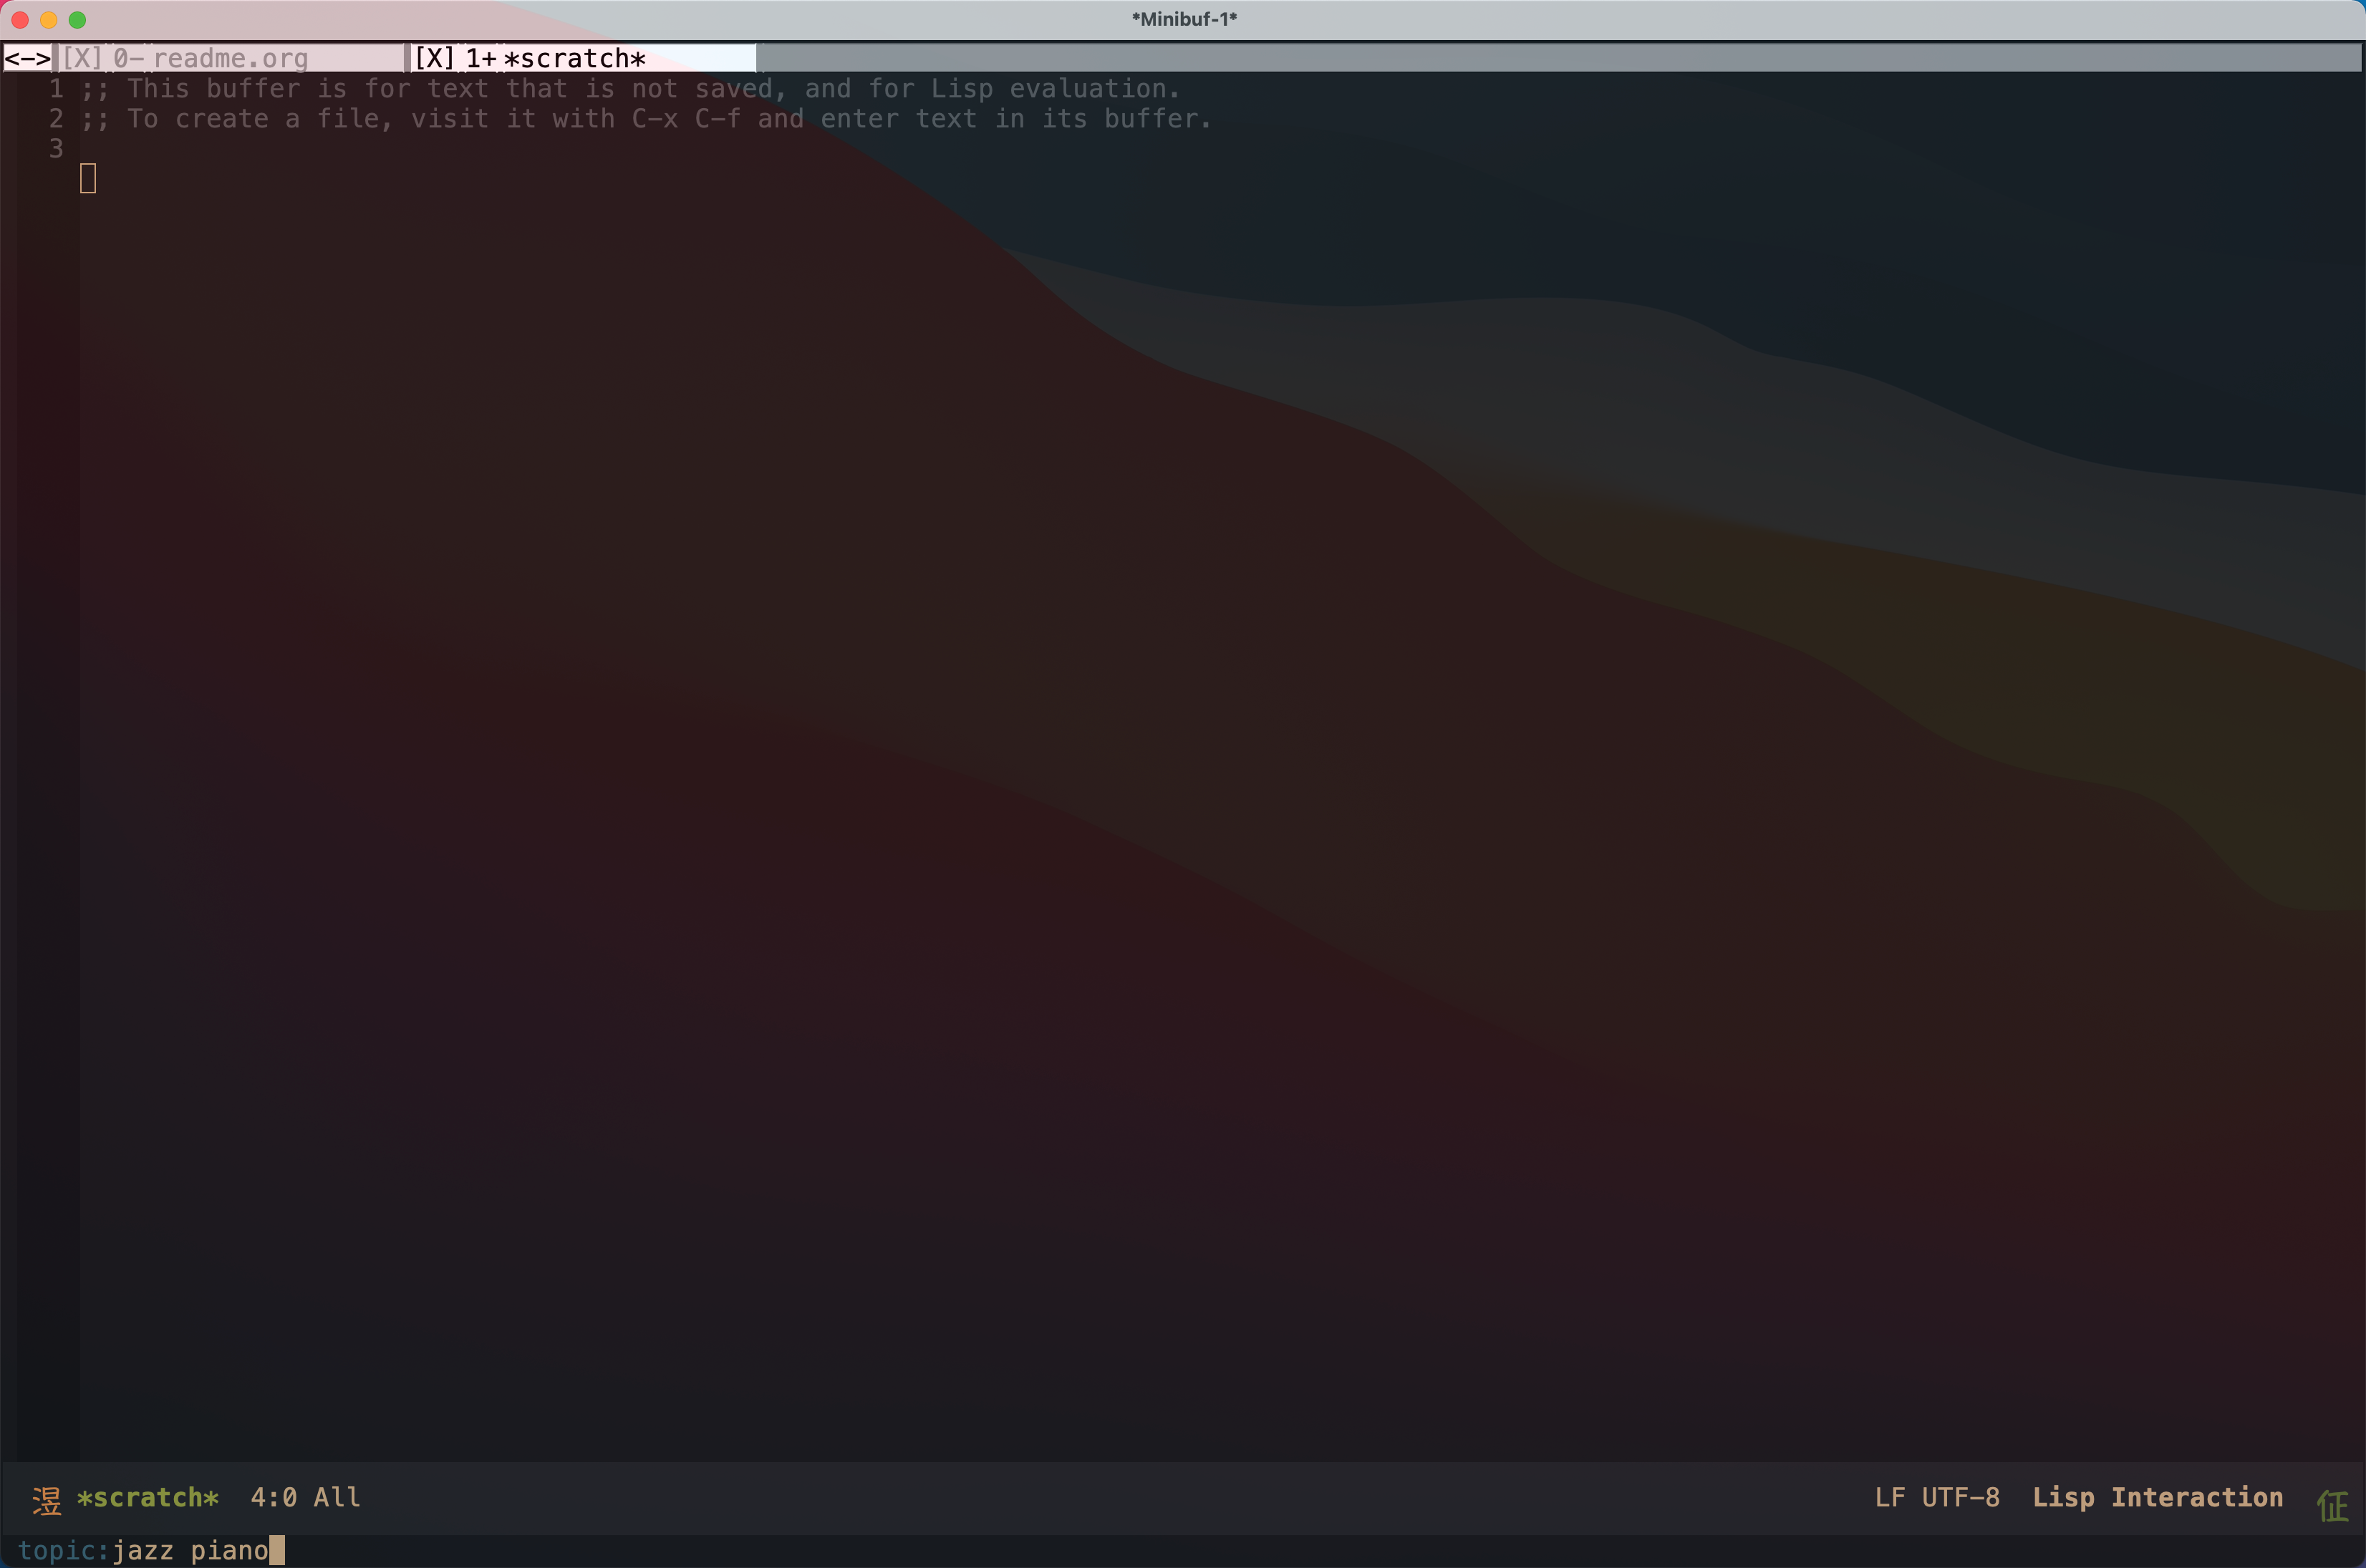 *Minibuf-1*
<-> [X] 0- readme.org [X] 1+ *scratch*
1 ;; This buffer is for text that is not saved, and for Lisp evaluation.
2 ;; To create a file, visit it with C-x C-f and enter text in its buffer.
3
*scratch* 4:0 All LF UTF-8 Lisp Interaction
topic:jazz piano